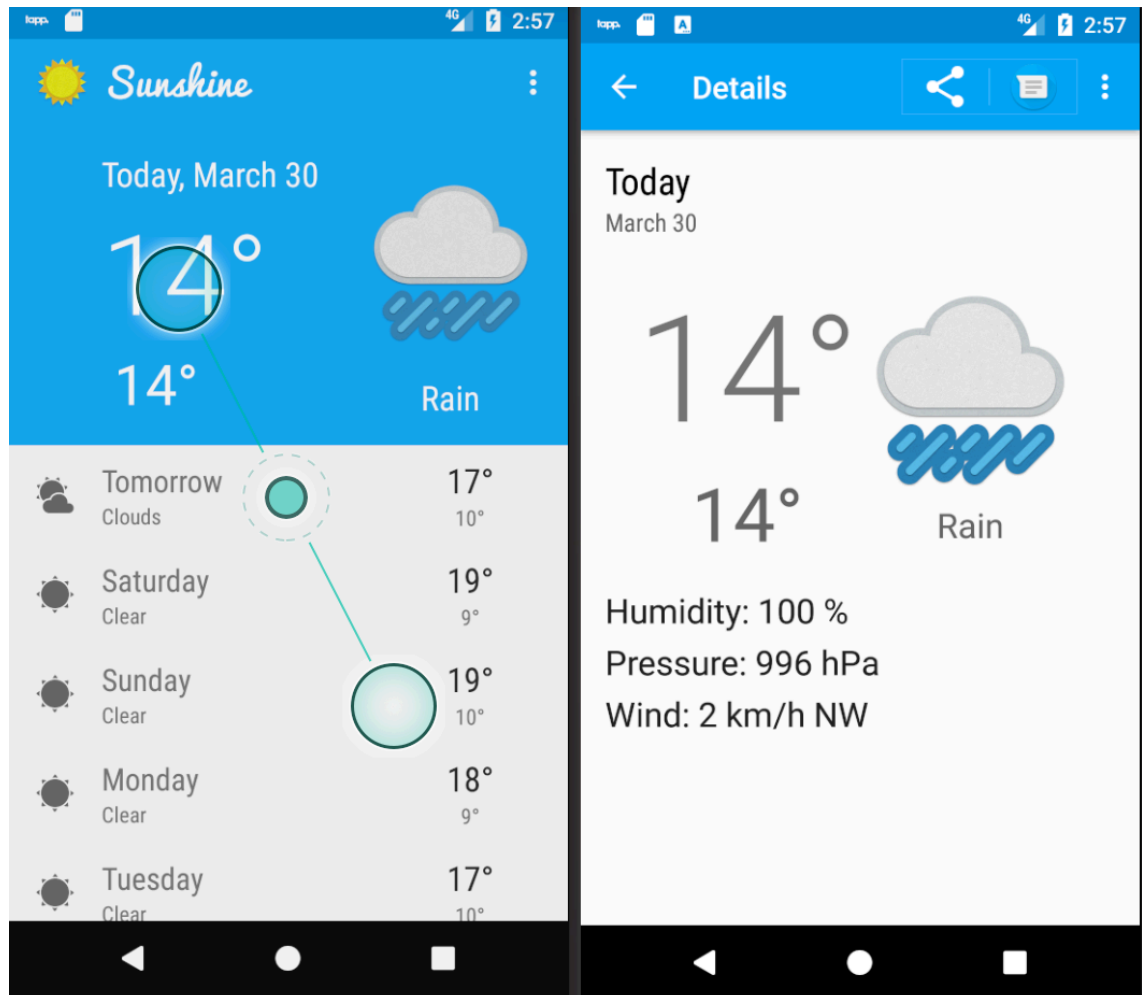 tapp. 4G 2:57
Sunshine
Today, March 30
14°
14°
Rain
Tomorrow 17°
Clouds 10°
Saturday 19°
Clear 9°
Sunday 19°
Clear 10°
Monday 18°
Clear 9°
Tuesday 17°
Clear 10°
tapp. A 4G 2:57
Details
Today
March 30
14°
14°
Rain
Humidity: 100 %
Pressure: 996 hPa
Wind: 2 km/h NW